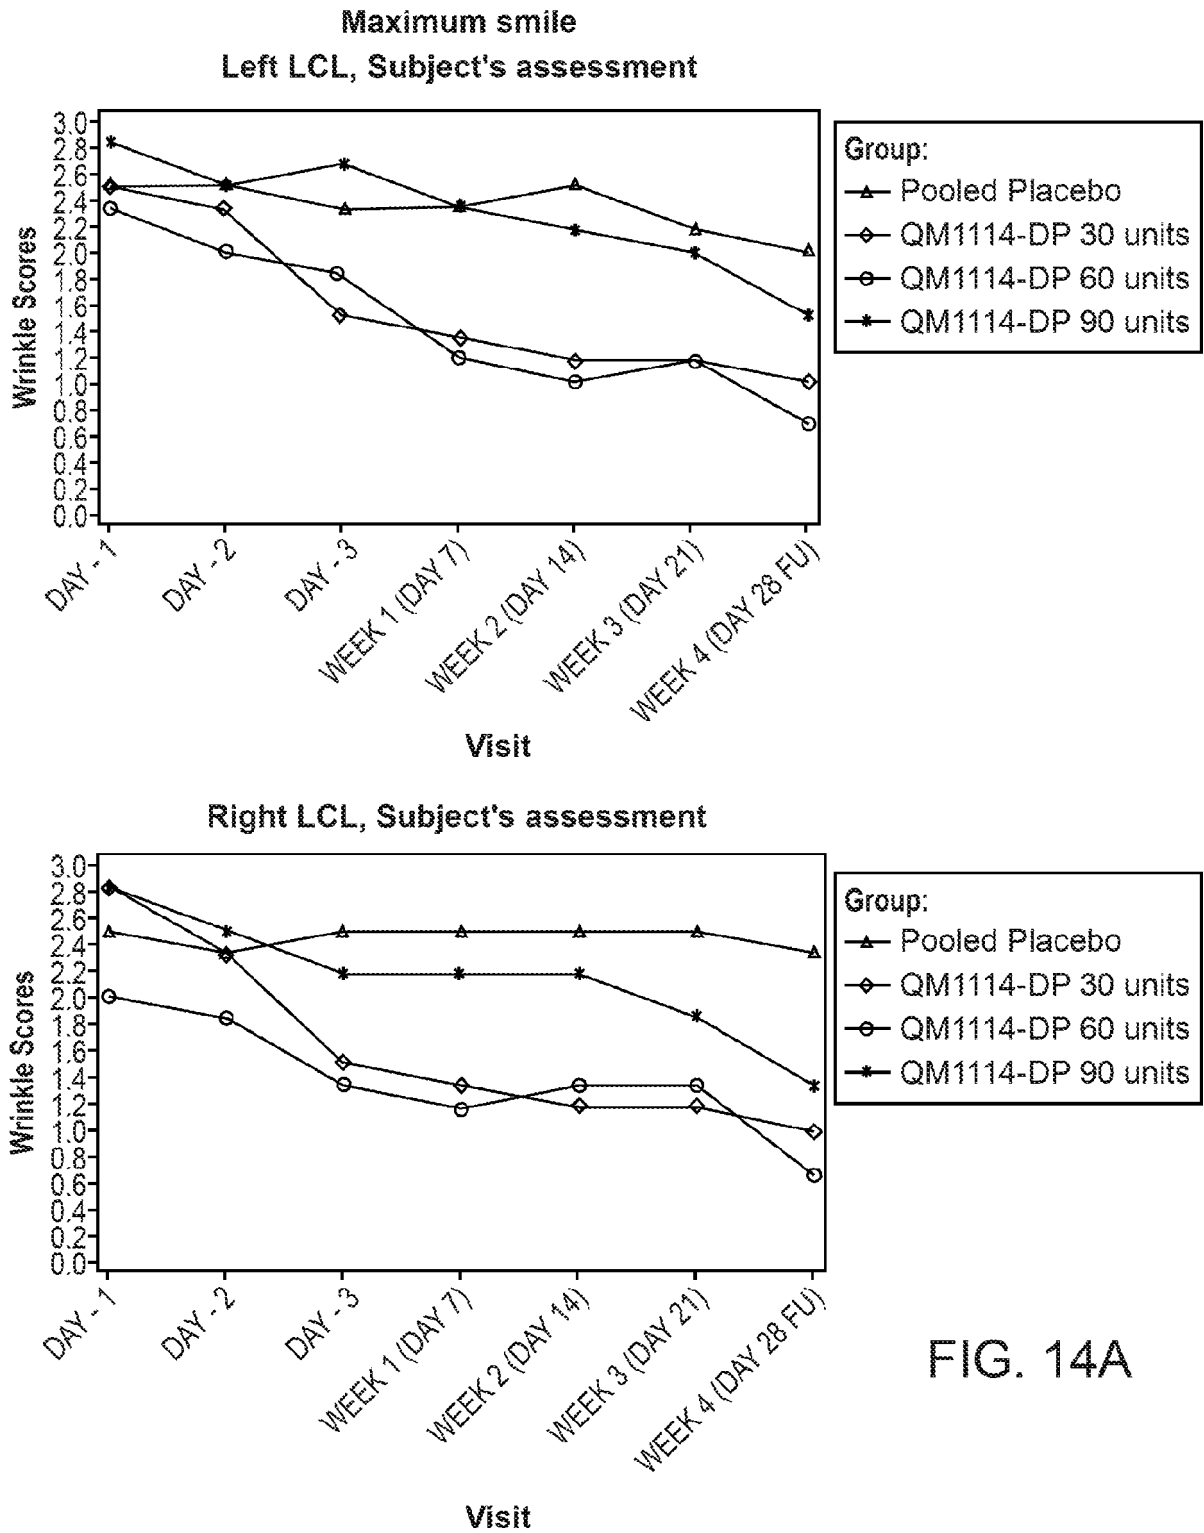 Maximum smile
Left LCL, Subject's assessment
Wrinkle Scores
3.0
2.8
2.6
2.4
2.2
2.0
1.8
1.6
1.4
1.2
1.0
0.8
0.6
0.4
0.2
0.0
DAY - 1
DAY - 2
DAY - 3
WEEK 1 (DAY 7)
WEEK 2 (DAY 14)
WEEK 3 (DAY 21)
WEEK 4 (DAY 28 FU)
Visit
Group:
Pooled Placebo
QM1114-DP 30 units
QM1114-DP 60 units
QM1114-DP 90 units
Right LCL, Subject's assessment
Wrinkle Scores
3.0
2.8
2.6
2.4
2.2
2.0
1.8
1.6
1.4
1.2
1.0
0.8
0.6
0.4
0.2
0.0
DAY - 1
DAY - 2
DAY - 3
WEEK 1 (DAY 7)
WEEK 2 (DAY 14)
WEEK 3 (DAY 21)
WEEK 4 (DAY 28 FU)
Visit
Group:
Pooled Placebo
QM1114-DP 30 units
QM1114-DP 60 units
QM1114-DP 90 units
FIG. 14A